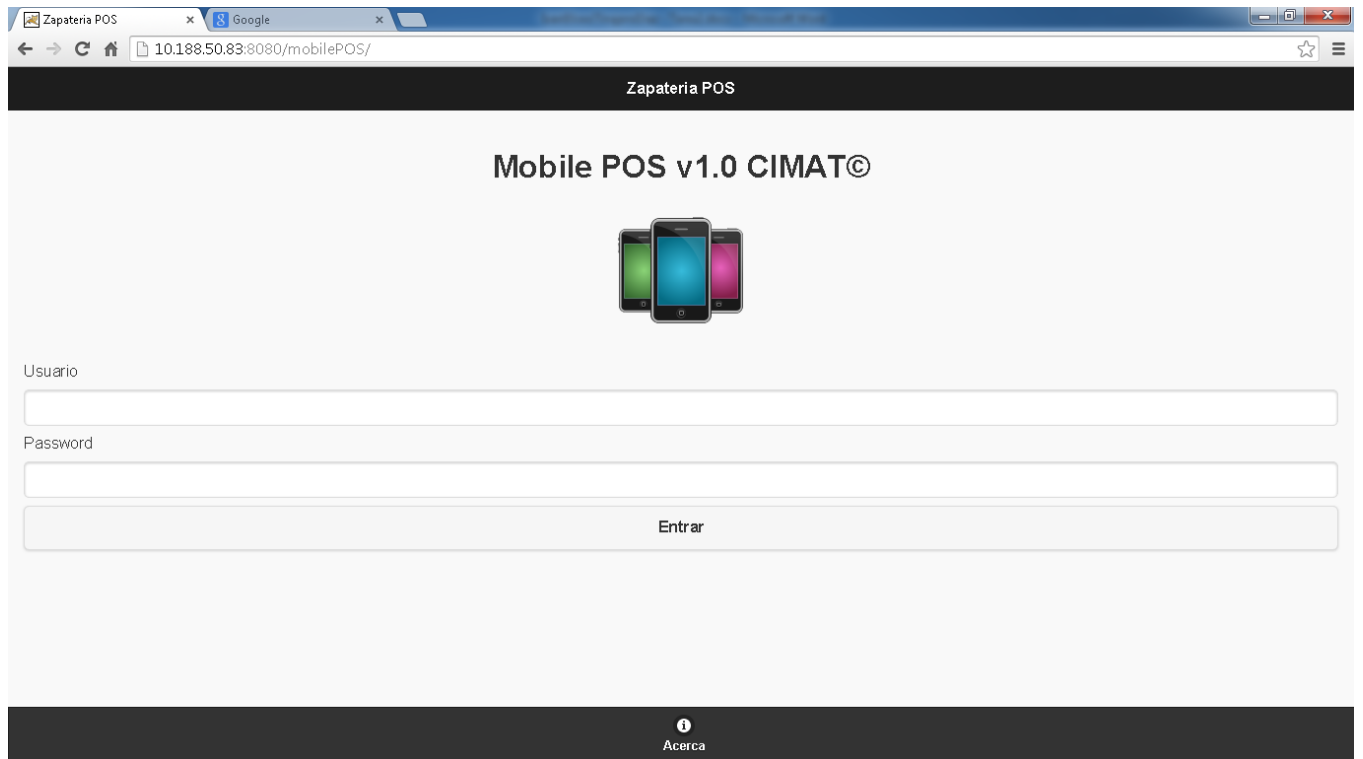 Zapateria POS
Google
10.188.50.83:8080/mobilePOS/
Zapateria POS
Mobile POS v1.0 CIMAT©
Usuario
Password
Entrar
Acerca